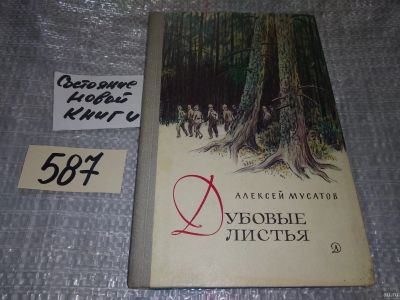 Состояние
новой
книги
587
АЛЕКСЕЙ МУСАТОВ
ДУБОВЫЕ
ЛИСТЬЯ
Д